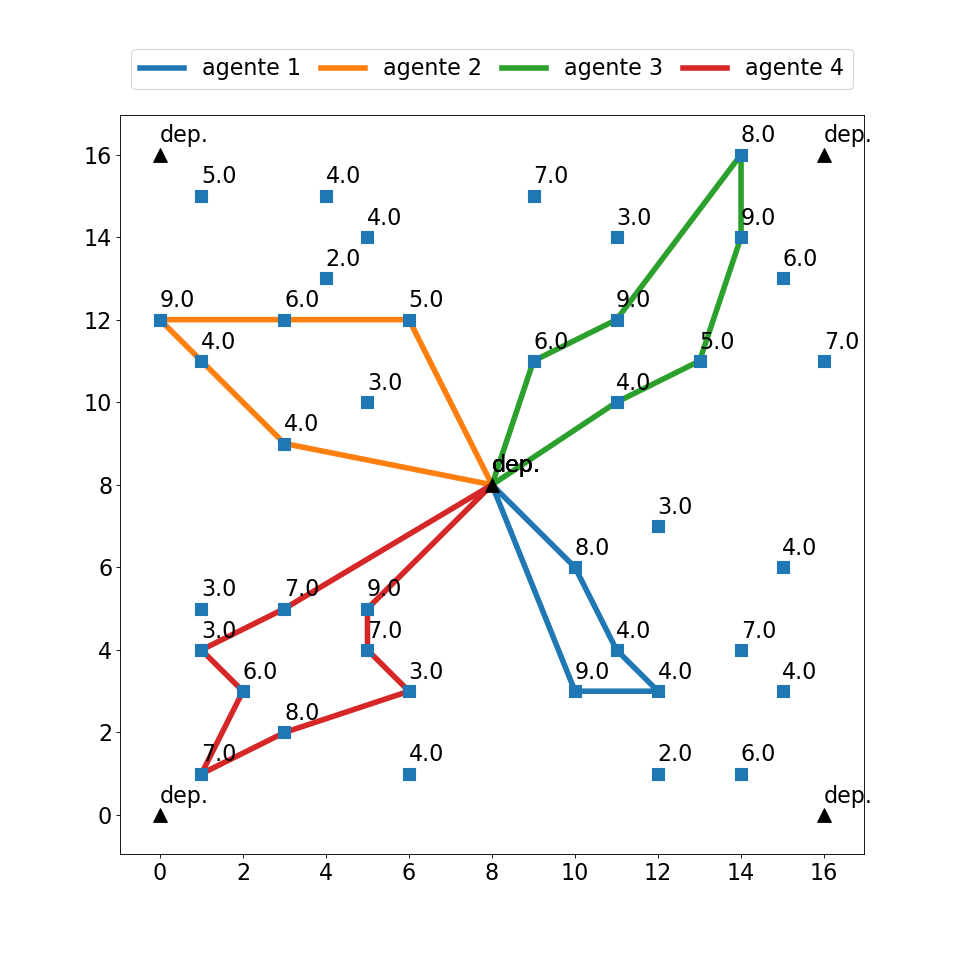 agente 1 agente 2 agente 3 agente 4
dep. 8.0 dep.
16
5.0 4.0 7.0
4.0 3.0 9.0
14
2.0 6.0
9.0 6.0 5.0 9.0
12
4.0 6.0 5.0 7.0
3.0 4.0
10
4.0
dep.
8
3.0
8.0 4.0
6
3.0 7.0 9.0
3.0 7.0 4.0 7.0
4
6.0 3.0 9.0 4.0 4.0
8.0
2
7.0 4.0 2.0 6.0
dep. dep.
0
0 2 4 6 8 10 12 14 16